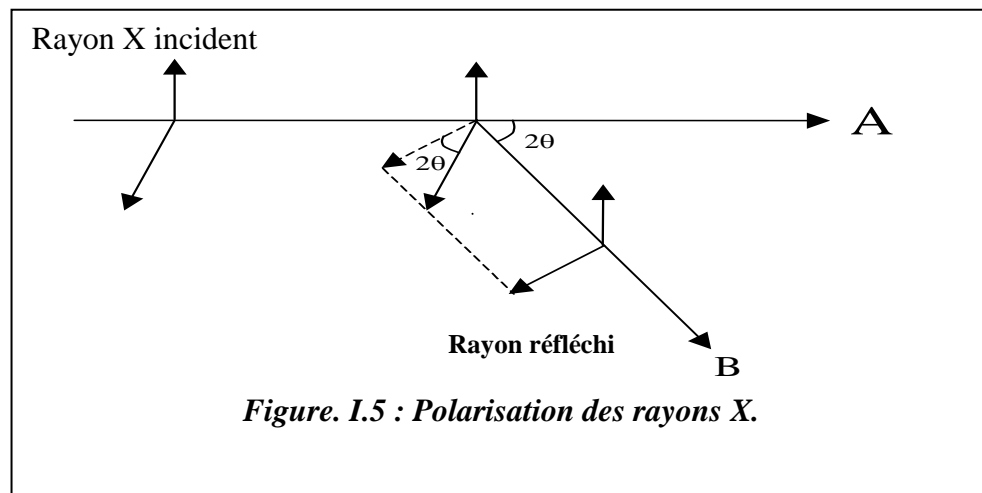 Rayon X incident
A
2θ
2θ
Rayon réfléchi
B
Figure. I.5 : Polarisation des rayons X.